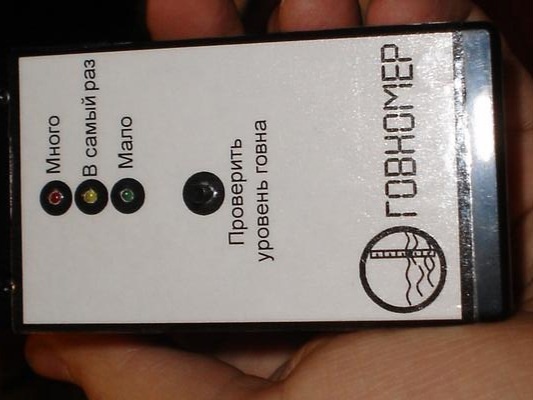 Много
В самый раз
Мало
Проверить
уровень говна
ГОВНОМЕР